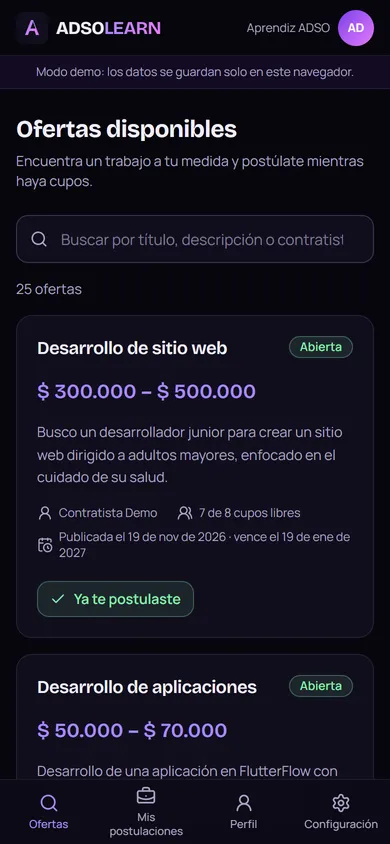 A ADSOLEARN Aprendiz ADSO AD
Modo demo: los datos se guardan solo en este navegador.
Ofertas disponibles
Encuentra un trabajo a tu medida y postúlate mientras
haya cupos.
Buscar por título, descripción o contratist
25 ofertas
Desarrollo de sitio web Abierta
$ 300.000 – $ 500.000
Busco un desarrollador junior para crear un sitio
web dirigido a adultos mayores, enfocado en el
cuidado de su salud.
Contratista Demo 7 de 8 cupos libres
Publicada el 19 de nov de 2026 · vence el 19 de ene de
2027
Ya te postulaste
Desarrollo de aplicaciones Abierta
$ 50.000 – $ 70.000
Desarrollo de una aplicación en FlutterFlow con
Ofertas Mis postulaciones Perfil Configuración